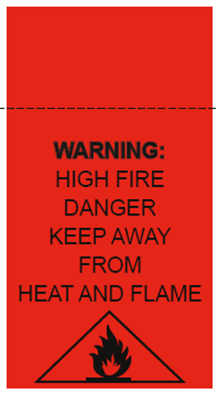 WARNING:
HIGH FIRE
DANGER
KEEP AWAY
FROM
HEAT AND FLAME